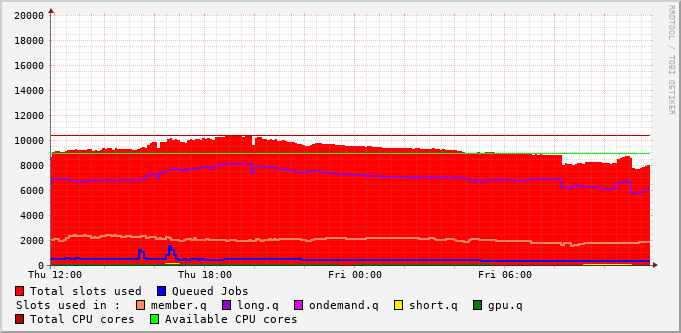 20000
18000
16000
14000
12000
10000
8000
6000
4000
2000
0
Thu 12:00 Thu 18:00 Fri 00:00 Fri 06:00
Total slots used Queued Jobs
Slots used in : member.q long.q ondemand.q short.q gpu.q
Total CPU cores Available CPU cores
RRDTOOL / TOBI OETIKER